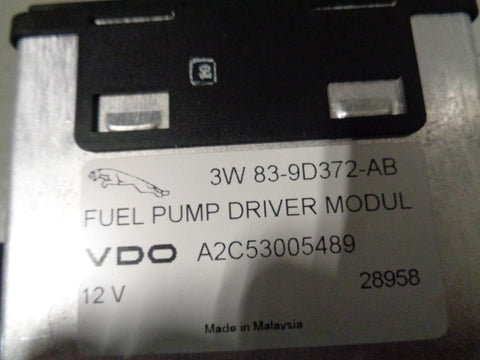 3W 83-9D372-AB
FUEL PUMP DRIVER MODUL
VDO A2C53005489
12 V 28958
Made in Malaysia